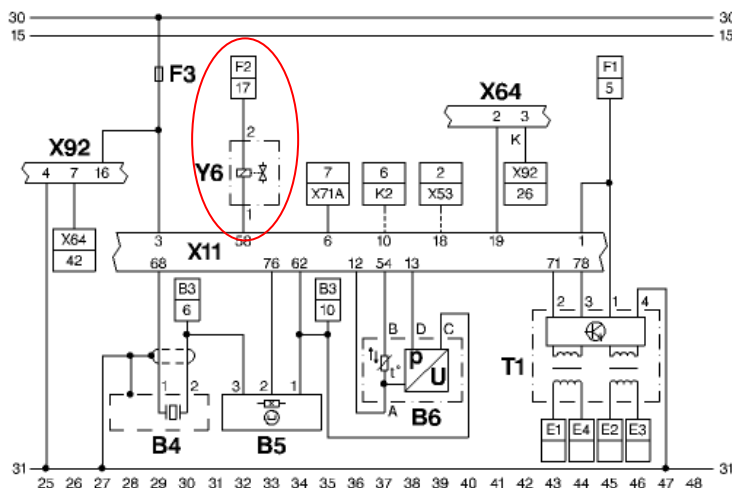 30 30
15 15
F3
F2
17
F1
5
X64
2 3
K
X92
4 7 16
2
Y6
1
7
X71A
6
K2
2
X53
X92
26
X64
42
3 58 6 10 18 19 1
X11
68 76 62 12 54 13 71 78
B3
6
B3
10
2 3 1 4
B D C
t°
p
U
T1
1 2
3 2 1
A
B4
B5
B6
E1 E4 E2 E3
31 31
25 26 27 28 29 30 31 32 33 34 35 36 37 38 39 40 41 42 43 44 45 46 47 48